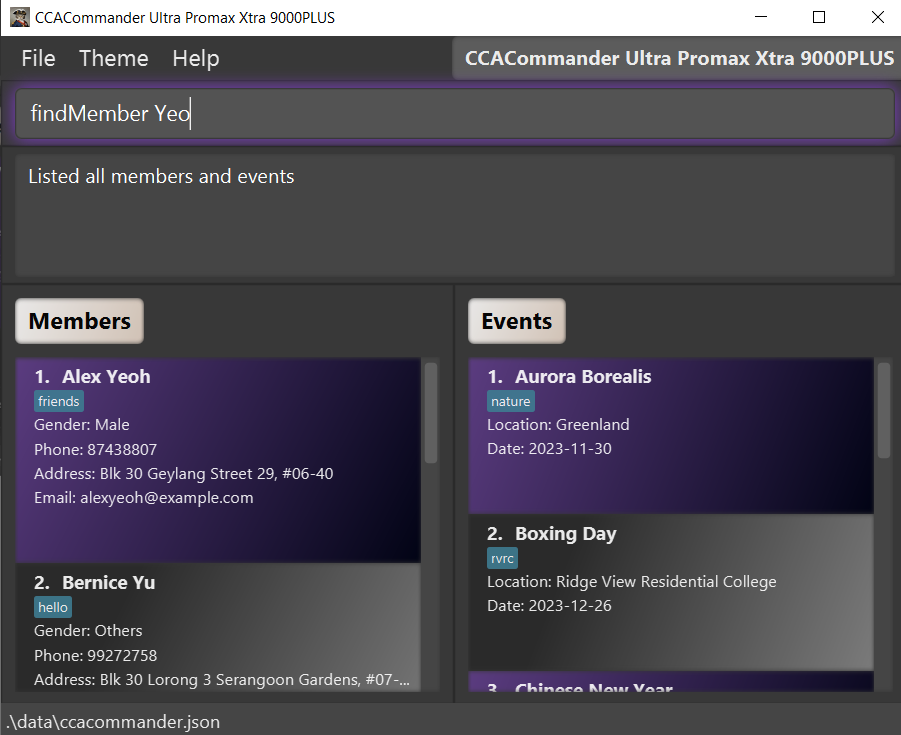 CCACommander Ultra Promax Xtra 9000PLUS
File Theme Help CCACommander Ultra Promax Xtra 9000PLUS
findMember Yeo
Listed all members and events
Members
1. Alex Yeoh
friends
Gender: Male
Phone: 87438807
Address: Blk 30 Geylang Street 29, #06-40
Email: alexyeoh@example.com
2. Bernice Yu
hello
Gender: Others
Phone: 99272758
Address: Blk 30 Lorong 3 Serangoon Gardens, #07-...
Events
1. Aurora Borealis
nature
Location: Greenland
Date: 2023-11-30
2. Boxing Day
rvrc
Location: Ridge View Residential College
Date: 2023-12-26
3. Chinese New Year
.\data\ccacommander.json